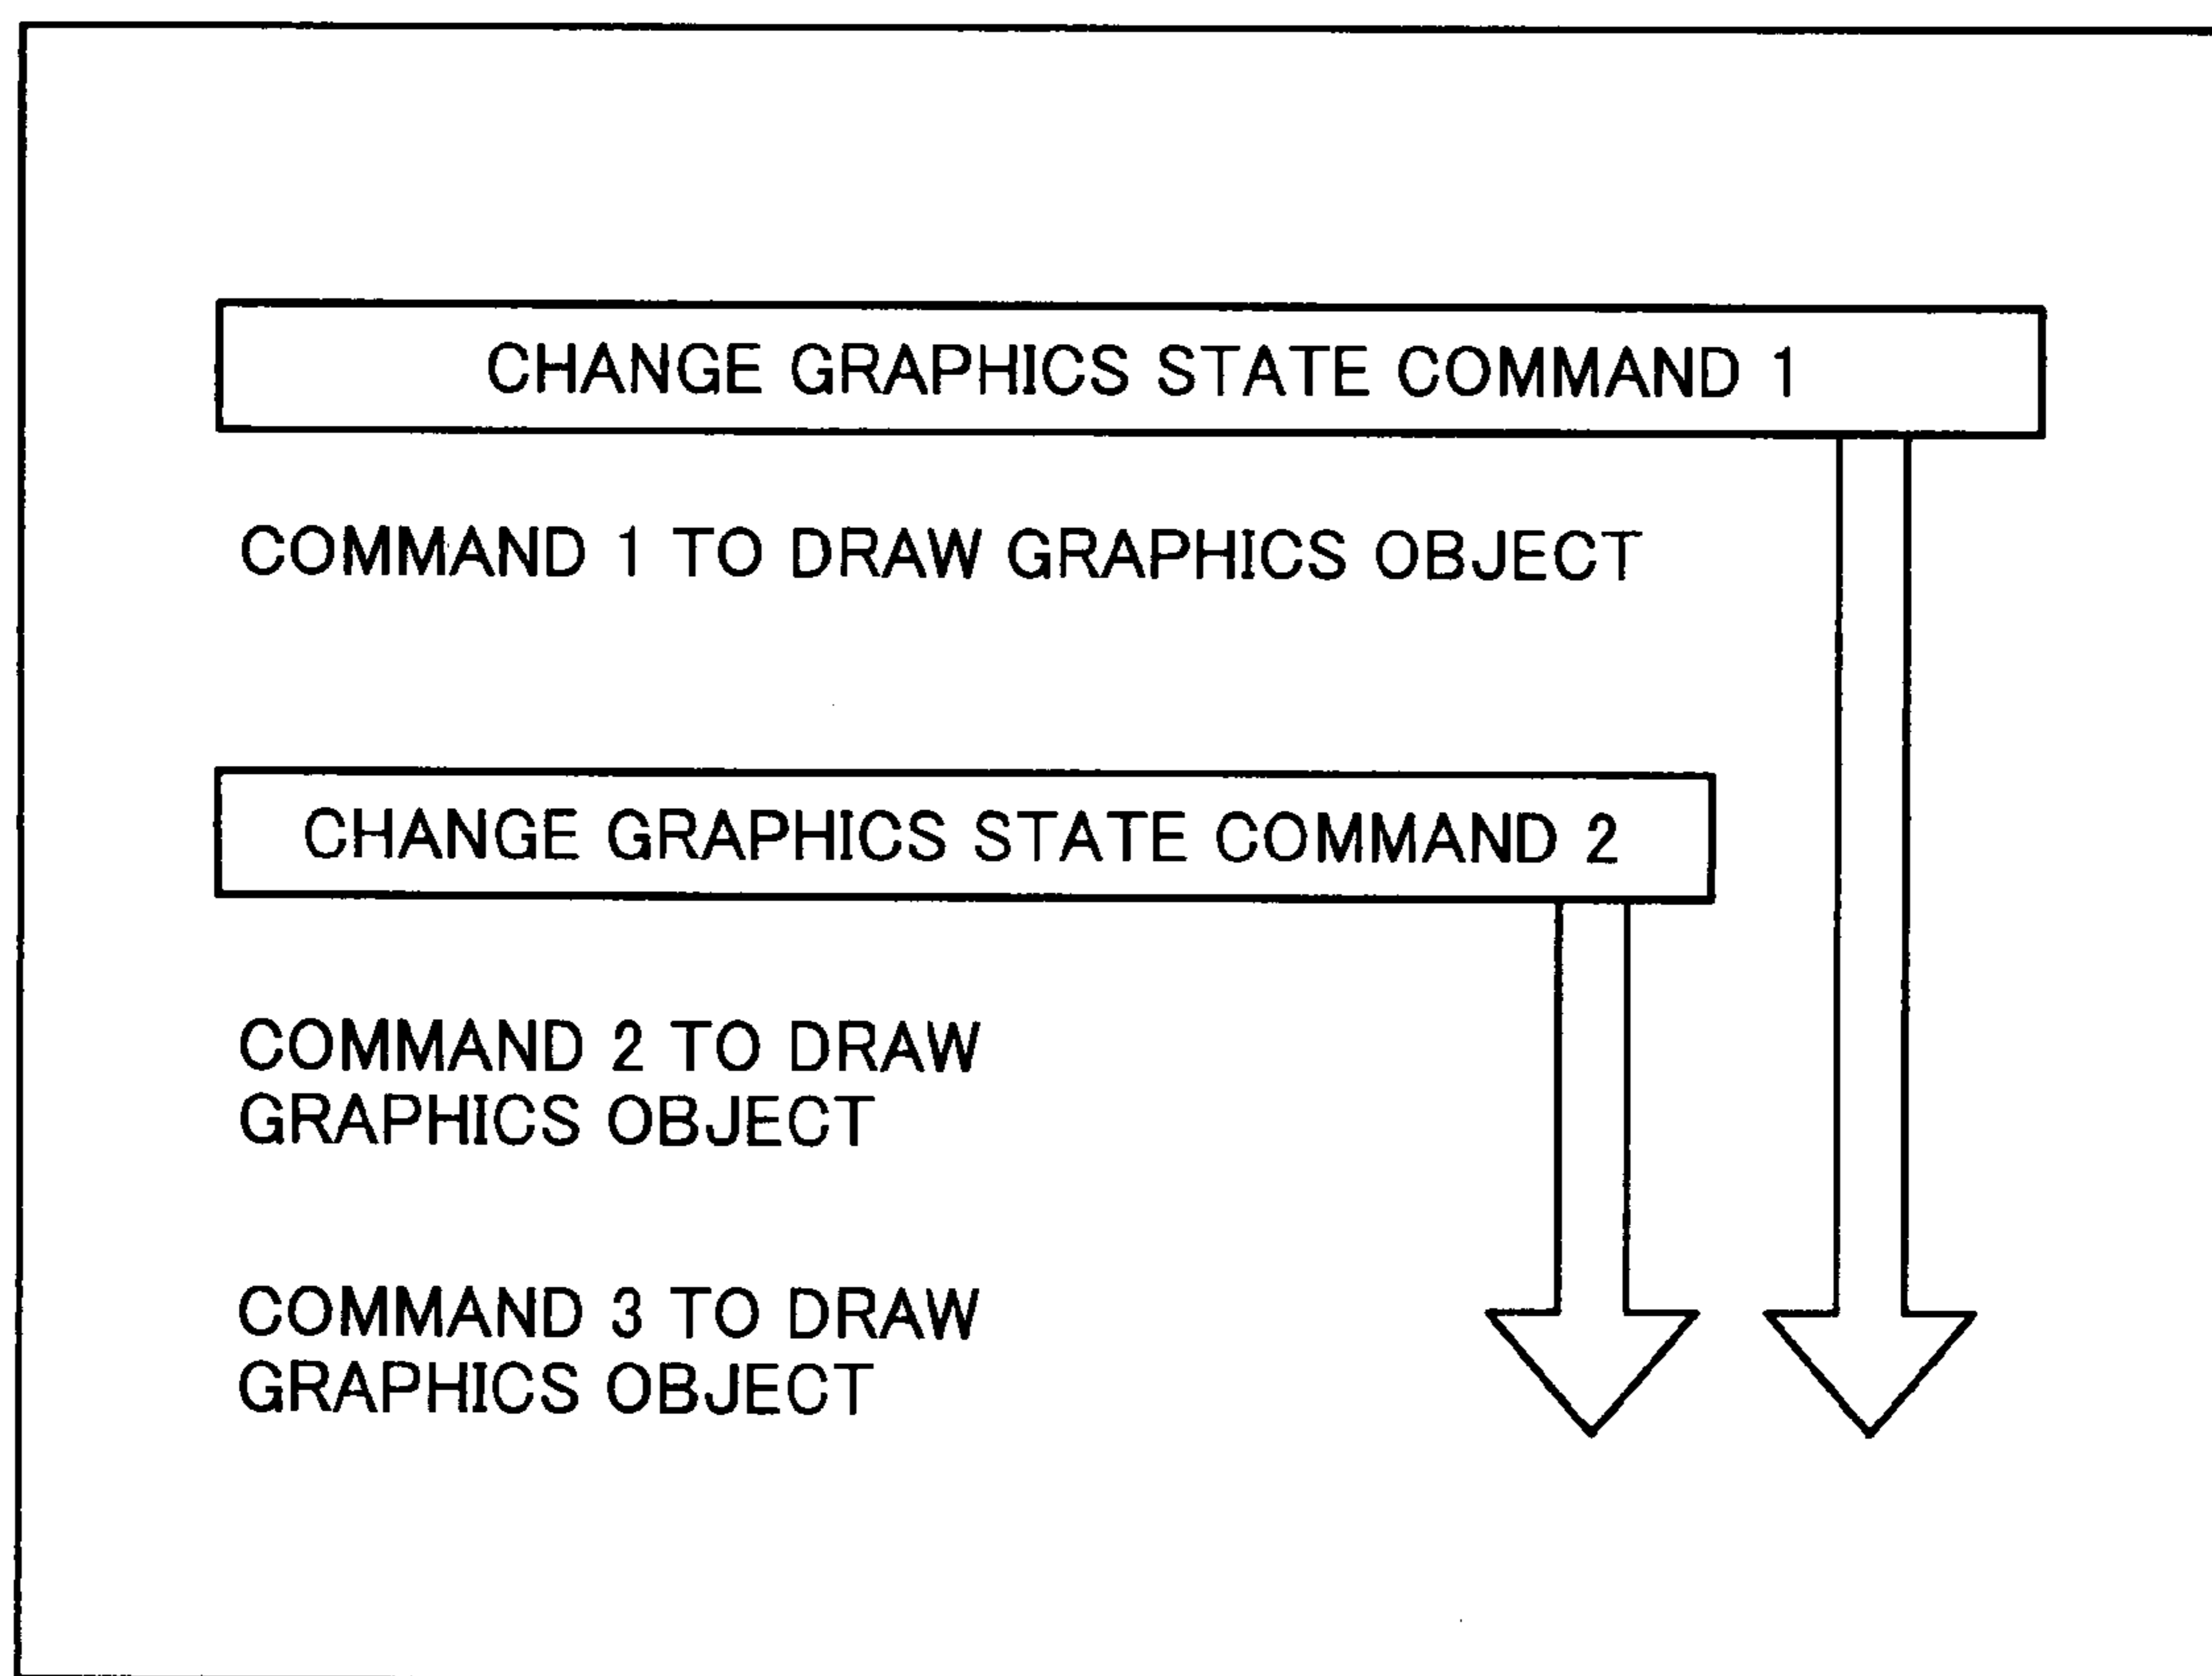 CHANGE GRAPHICS STATE COMMAND 1
COMMAND 1 TO DRAW GRAPHICS OBJECT
CHANGE GRAPHICS STATE COMMAND 2
COMMAND 2 TO DRAW
GRAPHICS OBJECT
COMMAND 3 TO DRAW
GRAPHICS OBJECT